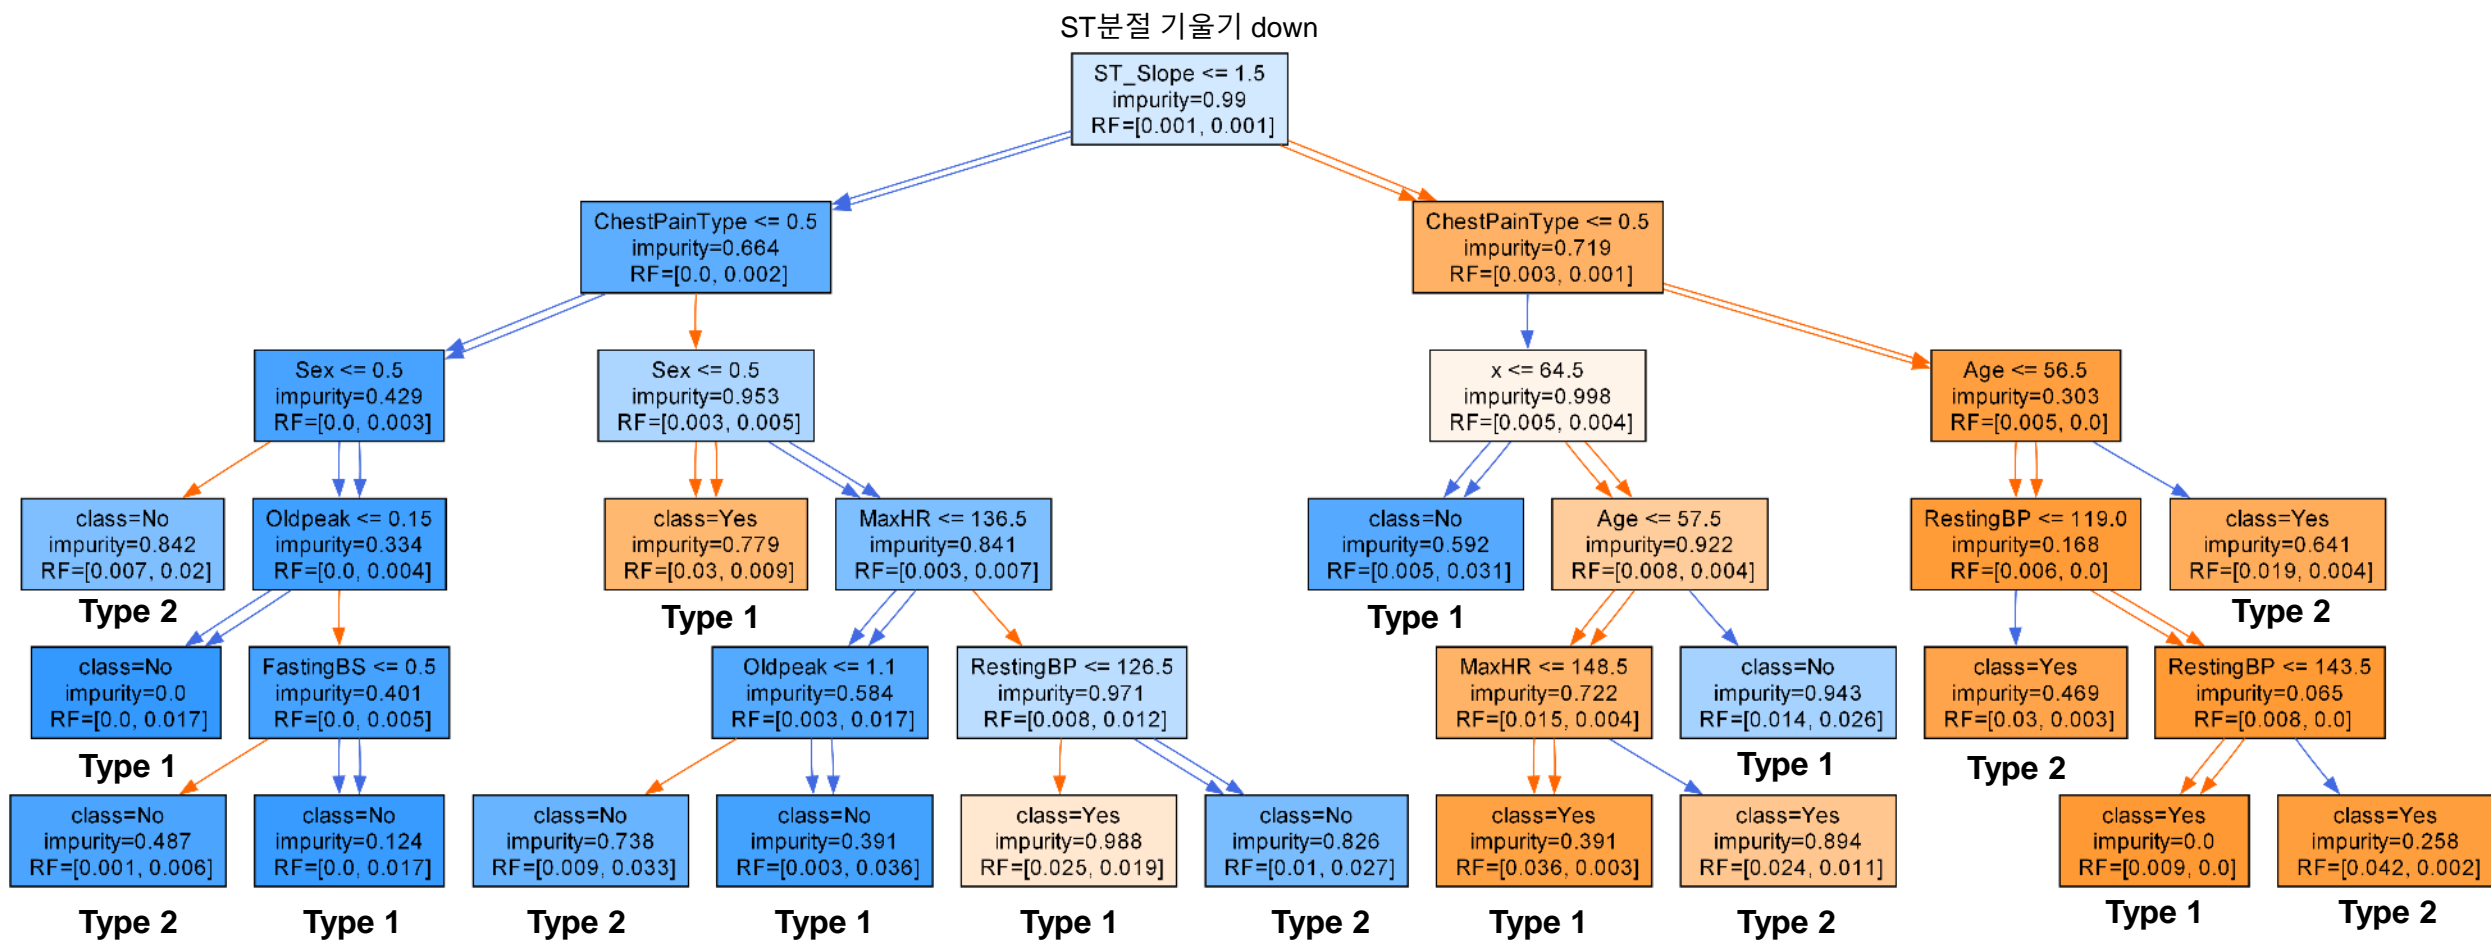 ST분절 기울기 down
ST_Slope <= 1.5
impurity=0.99
RF=[0.001, 0.001]
ChestPainType <= 0.5
impurity=0.664
RF=[0.0, 0.002]
ChestPainType <= 0.5
impurity=0.719
RF=[0.003, 0.001]
Sex <= 0.5
impurity=0.429
RF=[0.0, 0.003]
Sex <= 0.5
impurity=0.953
RF=[0.003, 0.005]
x <= 64.5
impurity=0.998
RF=[0.005, 0.004]
Age <= 56.5
impurity=0.303
RF=[0.005, 0.0]
class=No
impurity=0.842
RF=[0.007, 0.02]
Type 2
Oldpeak <= 0.15
impurity=0.334
RF=[0.0, 0.004]
class=Yes
impurity=0.779
RF=[0.03, 0.009]
Type 1
MaxHR <= 136.5
impurity=0.841
RF=[0.003, 0.007]
class=No
impurity=0.592
RF=[0.005, 0.031]
Type 1
Age <= 57.5
impurity=0.922
RF=[0.008, 0.004]
RestingBP <= 119.0
impurity=0.168
RF=[0.006, 0.0]
class=Yes
impurity=0.641
RF=[0.019, 0.004]
Type 2
class=No
impurity=0.0
RF=[0.0, 0.017]
Type 1
FastingBS <= 0.5
impurity=0.401
RF=[0.0, 0.005]
Oldpeak <= 1.1
impurity=0.584
RF=[0.003, 0.017]
RestingBP <= 126.5
impurity=0.971
RF=[0.008, 0.012]
MaxHR <= 148.5
impurity=0.722
RF=[0.015, 0.004]
class=No
impurity=0.943
RF=[0.014, 0.026]
Type 1
class=Yes
impurity=0.469
RF=[0.03, 0.003]
Type 2
RestingBP <= 143.5
impurity=0.065
RF=[0.008, 0.0]
class=No
impurity=0.487
RF=[0.001, 0.006]
Type 2
class=No
impurity=0.124
RF=[0.0, 0.017]
Type 1
class=No
impurity=0.738
RF=[0.009, 0.033]
Type 2
class=No
impurity=0.391
RF=[0.003, 0.036]
Type 1
class=Yes
impurity=0.988
RF=[0.025, 0.019]
Type 1
class=No
impurity=0.826
RF=[0.01, 0.027]
Type 2
class=Yes
impurity=0.391
RF=[0.036, 0.003]
Type 1
class=Yes
impurity=0.894
RF=[0.024, 0.011]
Type 2
class=Yes
impurity=0.0
RF=[0.009, 0.0]
Type 1
class=Yes
impurity=0.258
RF=[0.042, 0.002]
Type 2